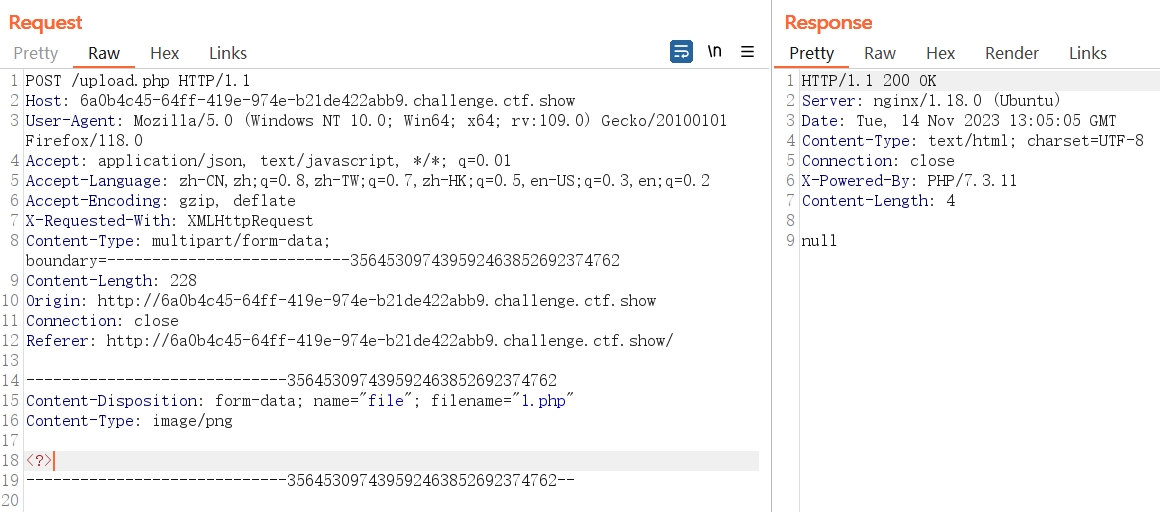 Request
Response
Pretty Raw Hex Links
\n
Pretty Raw Hex Render Links
1 POST /upload.php HTTP/1.1
2 Host: 6a0b4c45-64ff-419e-974e-b21de422abb9.challenge.ctf.show
3 User-Agent: Mozilla/5.0 (Windows NT 10.0; Win64; x64; rv:109.0) Gecko/20100101
Firefox/118.0
4 Accept: application/json, text/javascript, */*; q=0.01
5 Accept-Language: zh-CN,zh;q=0.8,zh-TW;q=0.7,zh-HK;q=0.5,en-US;q=0.3,en;q=0.2
6 Accept-Encoding: gzip, deflate
7 X-Requested-With: XMLHttpRequest
8 Content-Type: multipart/form-data;
boundary=---------------------------356453097439592463852692374762
9 Content-Length: 228
10 Origin: http://6a0b4c45-64ff-419e-974e-b21de422abb9.challenge.ctf.show
11 Connection: close
12 Referer: http://6a0b4c45-64ff-419e-974e-b21de422abb9.challenge.ctf.show/
13
14 -----------------------------356453097439592463852692374762
15 Content-Disposition: form-data; name="file"; filename="1.php"
16 Content-Type: image/png
17
18 <?>
19 -----------------------------356453097439592463852692374762--
20
1 HTTP/1.1 200 OK
2 Server: nginx/1.18.0 (Ubuntu)
3 Date: Tue, 14 Nov 2023 13:05:05 GMT
4 Content-Type: text/html; charset=UTF-8
5 Connection: close
6 X-Powered-By: PHP/7.3.11
7 Content-Length: 4
8
9 null